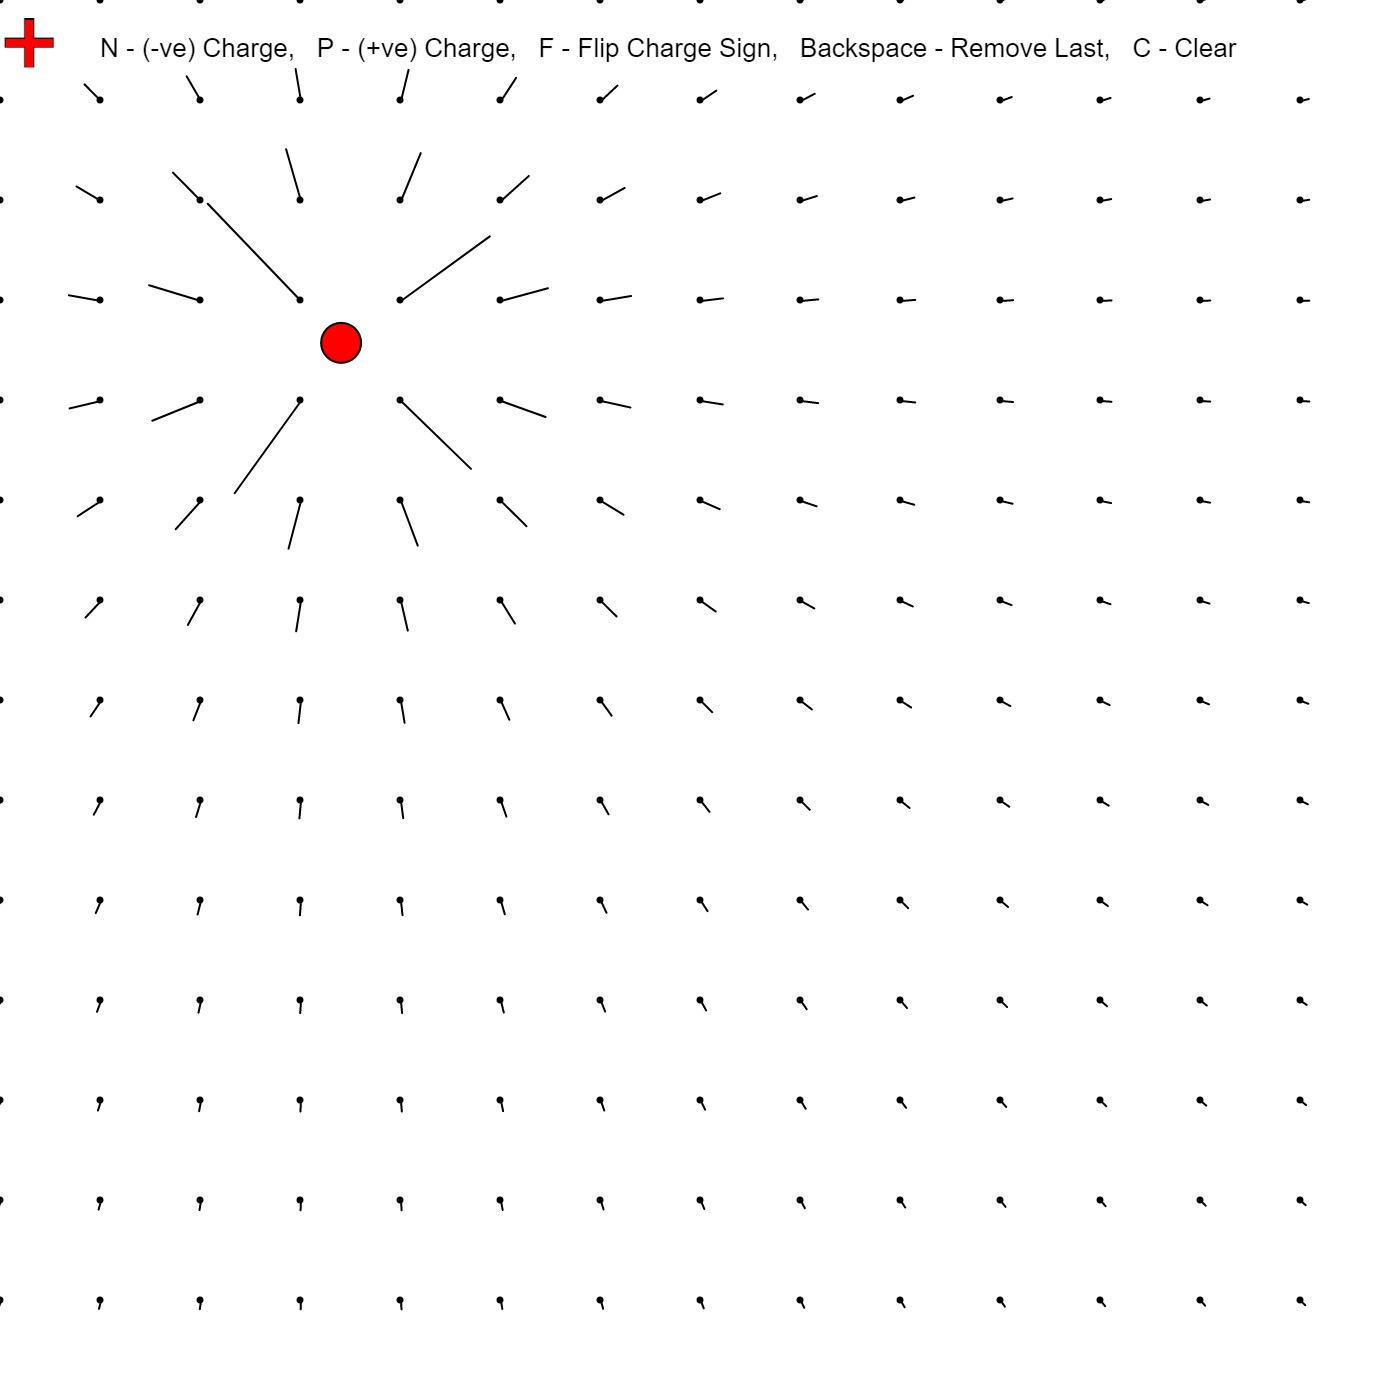 N - (-ve) Charge,   P - (+ve) Charge,   F - Flip Charge Sign,   Backspace - Remove Last,   C - Clear